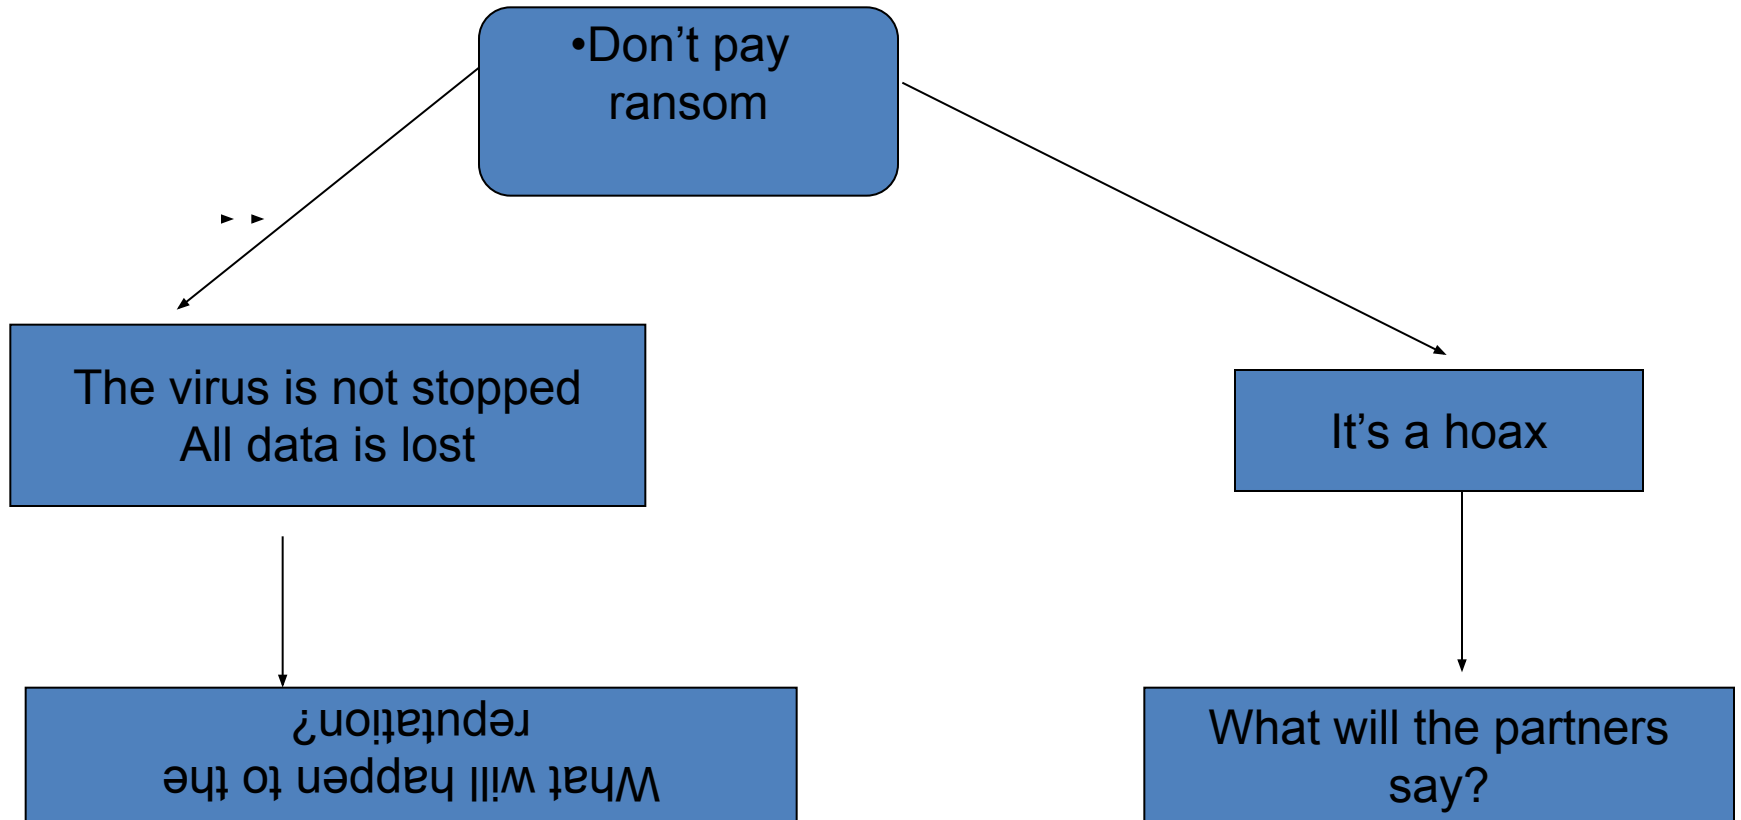 •Don’t pay
ransom
The virus is not stopped
All data is lost
It’s a hoax
What will happen to the
reputation?
What will the partners
say?